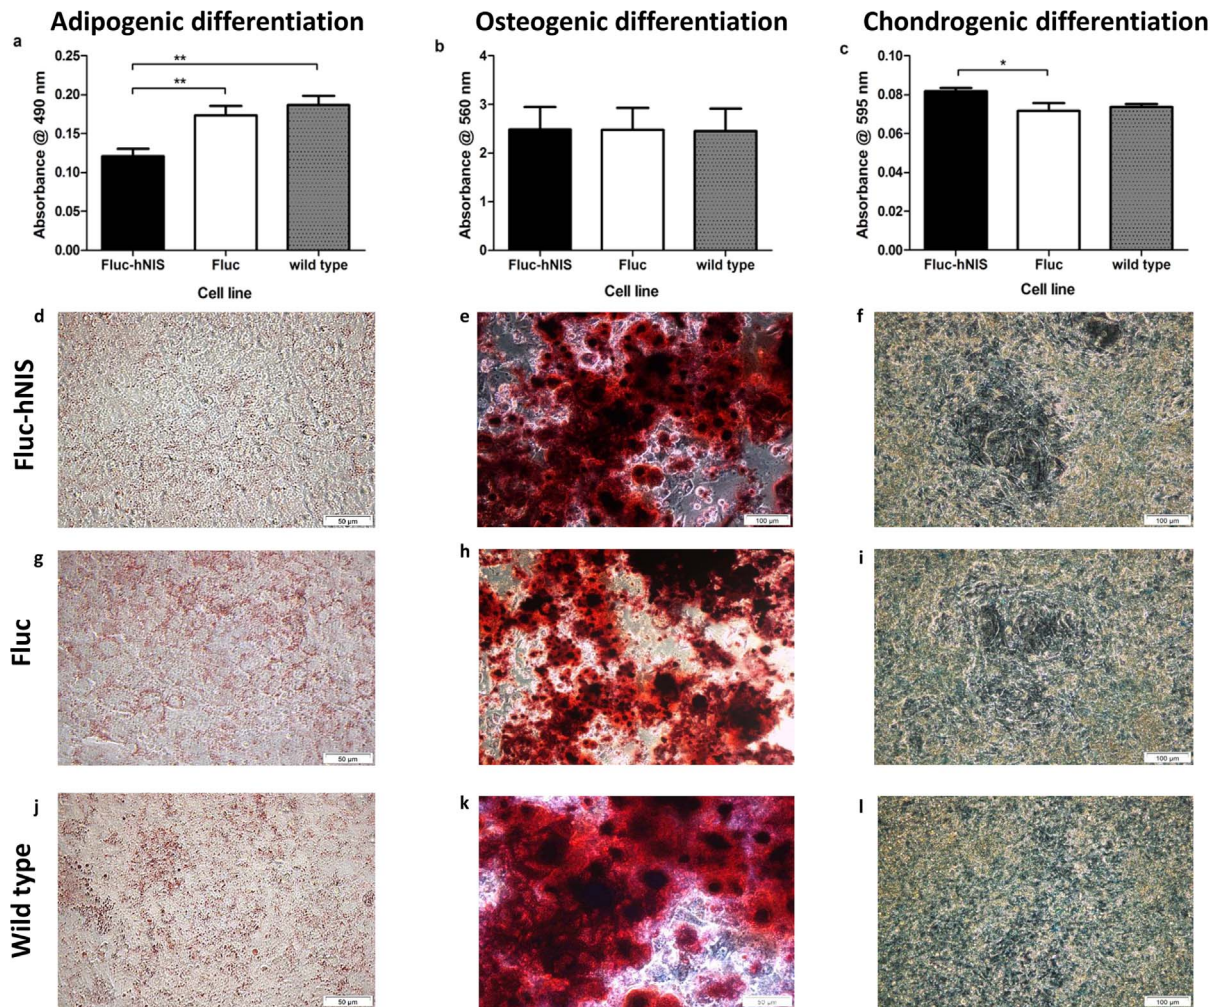 Adipogenic differentiation
Osteogenic differentiation
Chondrogenic differentiation
a
Absorbance @ 490 nm
0.25
0.20
0.15
0.10
0.05
0.00
**
**
Fluc-hNIS
Fluc
wild type
Cell line
b
Absorbance @ 560 nm
4
3
2
1
0
Fluc-hNIS
Fluc
wild type
Cell line
c
Absorbance @ 595 nm
0.10
0.08
0.06
0.04
0.02
0.00
*
Fluc-hNIS
Fluc
wild type
Cell line
Fluc-hNIS
d
50 µm
e
100 µm
f
100 µm
Fluc
g
50 µm
h
100 µm
i
100 µm
Wild type
j
50 µm
k
50 µm
l
100 µm